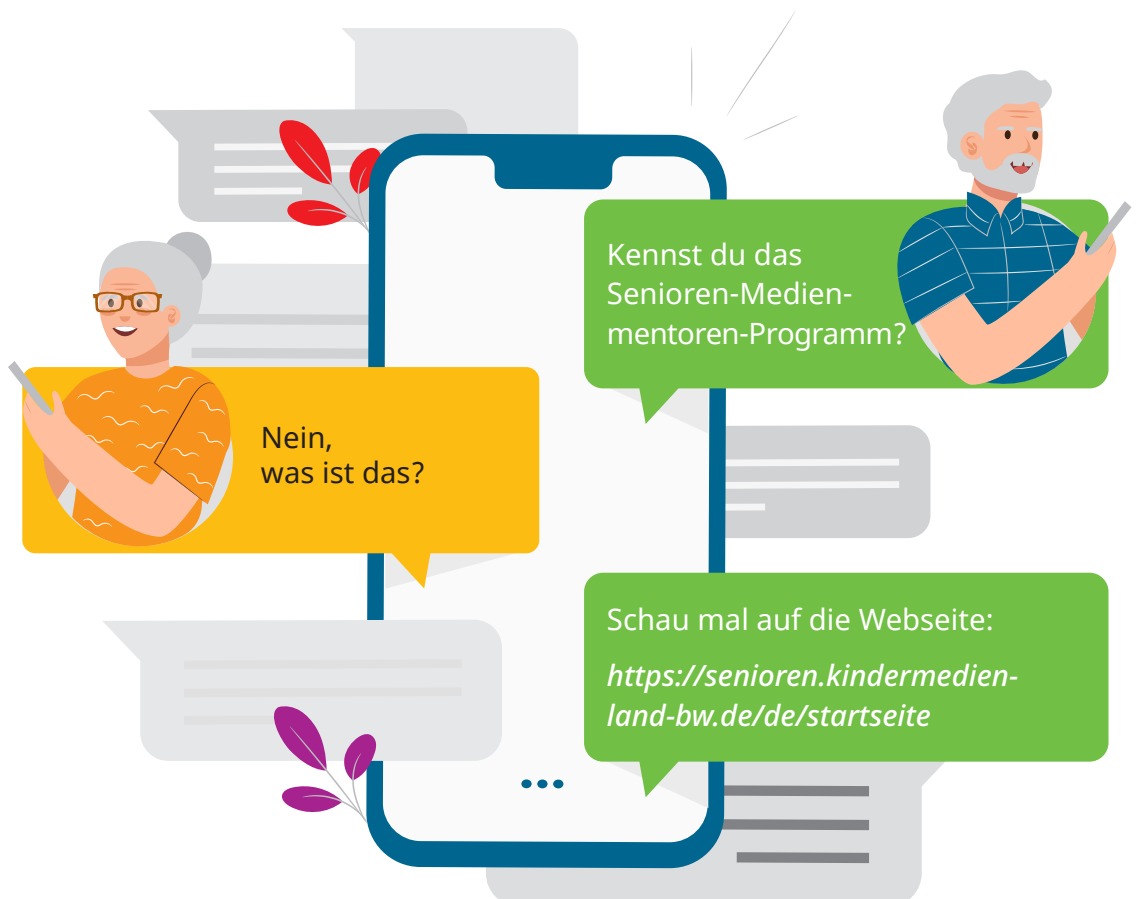 Kennst du das
Senioren-Medien-
mentoren-Programm?
Nein,
was ist das?
Schau mal auf die Webseite:
https://senioren.kindermedien-
land-bw.de/de/startseite